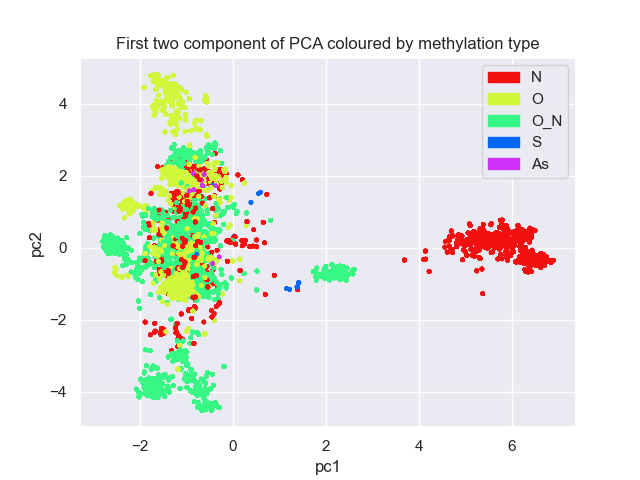 First two component of PCA coloured by methylation type
N
O
O_N
S
As
pc2
4
2
0
−2
−4
−2
0
2
4
6
pc1